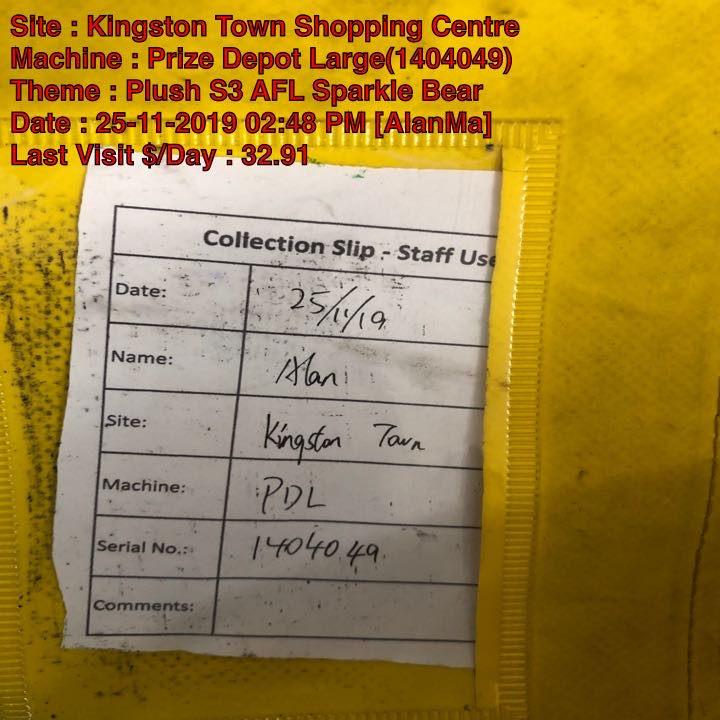 Site : Kingston Town Shopping Centre
Machine : Prize Depot Large(1404049)
Theme : Plush S3 AFL Sparkle Bear
Date : 25-11-2019 02:48 PM [AlanMa]
Last Visit $/Day : 32.91
Collection Slip - Staff Use
Date: 25/11/19
Name: Alan
Site: Kingston Town
Machine: PDL
Serial No.: 1404049
Comments: